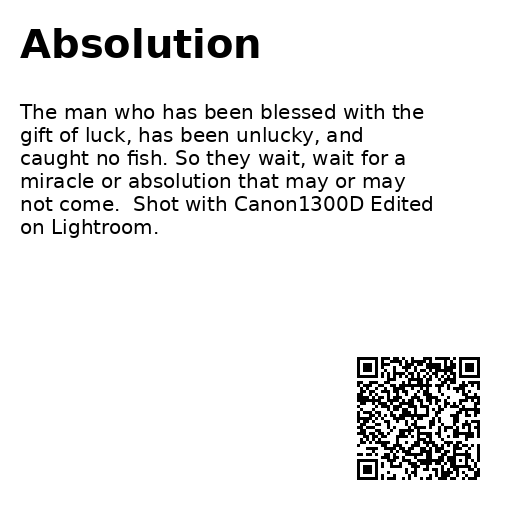 Absolution
The man who has been blessed with the
gift of luck, has been unlucky, and
caught no fish. So they wait, wait for a
miracle or absolution that may or may
not come.  Shot with Canon1300D Edited
on Lightroom.